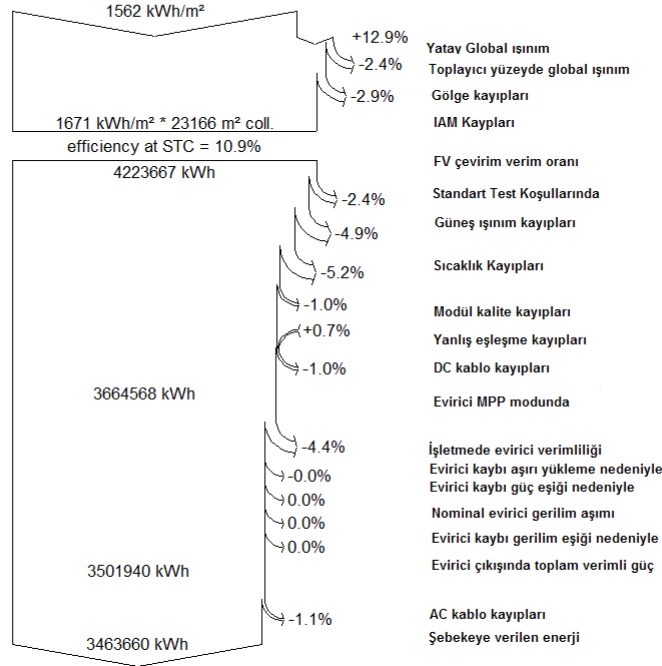 1562 kWh/m²
+12.9%
Yatay Global ışınım
-2.4%
Toplayıcı yüzeyde global ışınım
-2.9%
Gölge kayıpları
1671 kWh/m² * 23166 m² coll.
IAM Kaypları
efficiency at STC = 10.9%
FV çevirim verim oranı
4223667 kWh
-2.4%
Standart Test Koşullarında
-4.9%
Güneş ışınım kayıpları
-5.2%
Sıcaklık Kayıpları
-1.0%
Modül kalite kayıpları
+0.7%
Yanlış eşleşme kayıpları
-1.0%
DC kablo kayıpları
3664568 kWh
Evirici MPP modunda
-4.4%
İşletmede evirici verimliliği
-0.0%
Evirici kaybı aşırı yükleme nedeniyle
0.0%
Evirici kaybı güç eşiği nedeniyle
0.0%
Nominal evirici gerilim aşımı
0.0%
Evirici kaybı gerilim eşiği nedeniyle
3501940 kWh
Evirici çıkışında toplam verimli güç
-1.1%
AC kablo kayıpları
3463660 kWh
Şebekeye verilen enerji